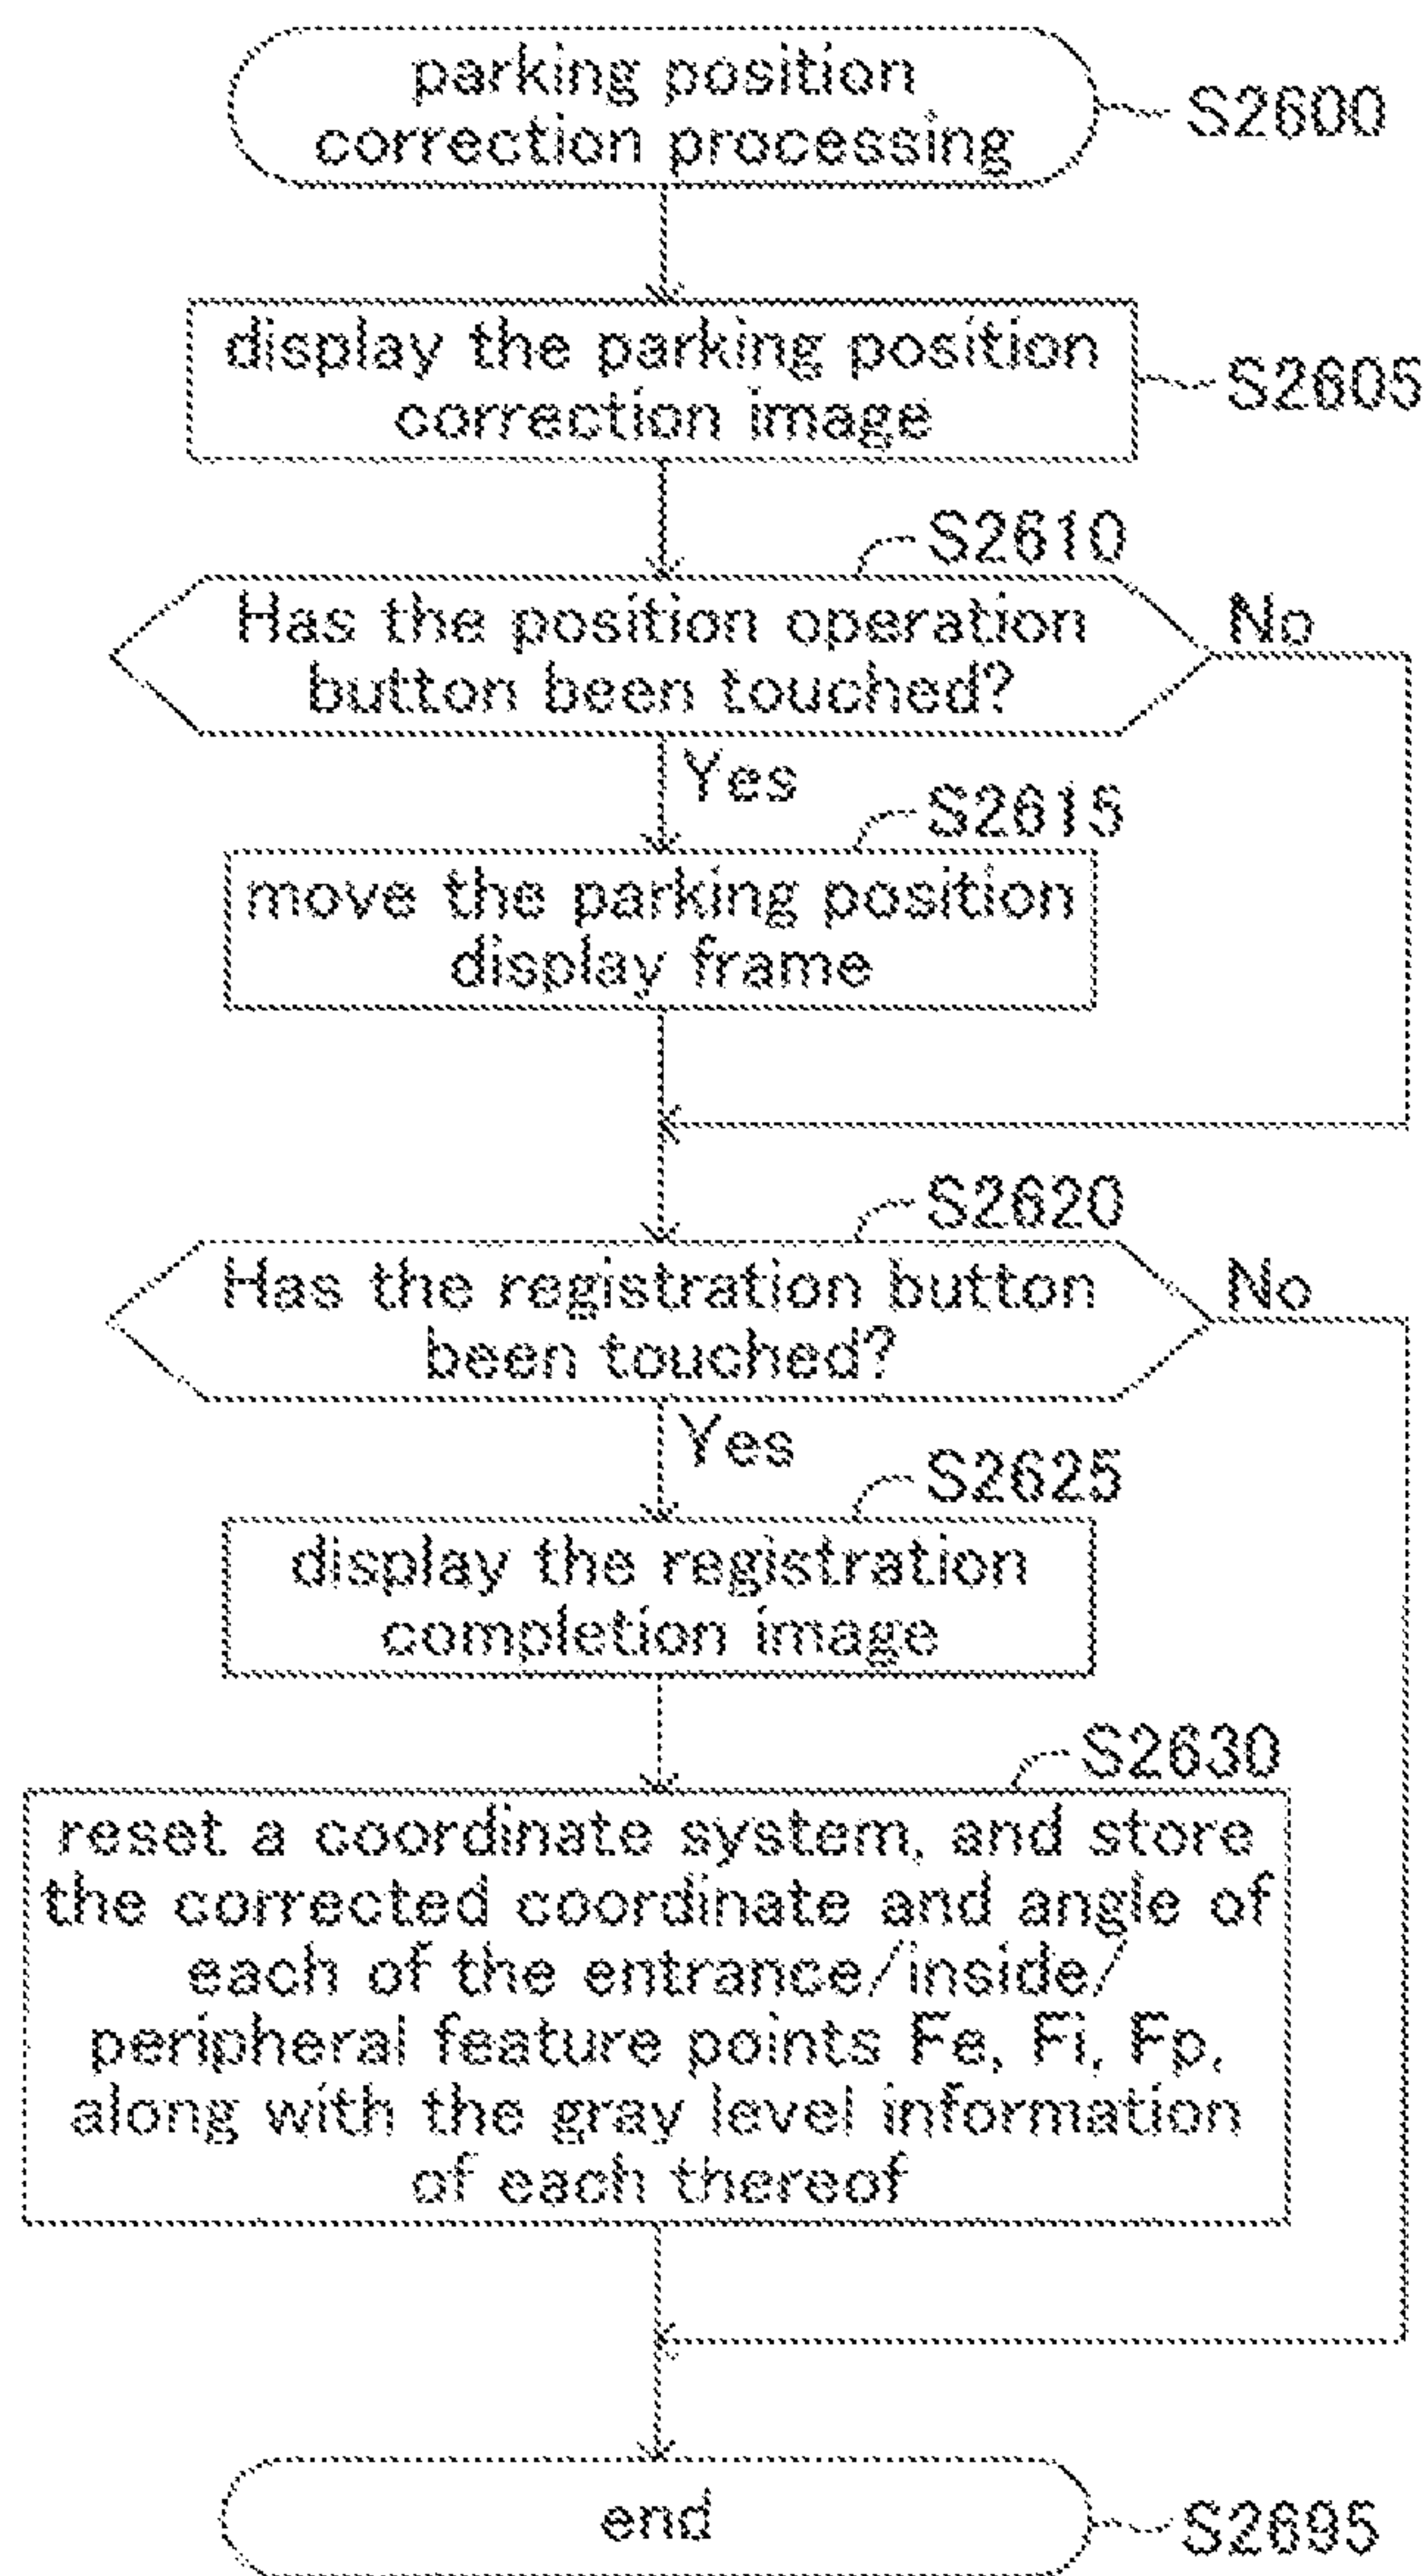 parking position
correction processing
S2600
display the parking position
correction image
S2605
S2610
Has the position operation
button been touched?
No
Yes
S2615
move the parking position
display frame
S2620
Has the registration button
been touched?
No
Yes
S2625
display the registration
completion image
S2630
reset a coordinate system, and store
the corrected coordinate and angle of
each of the entrance/inside/
peripheral feature points Fe, Fi, Fp,
along with the gray level information
of each thereof
end
S2695